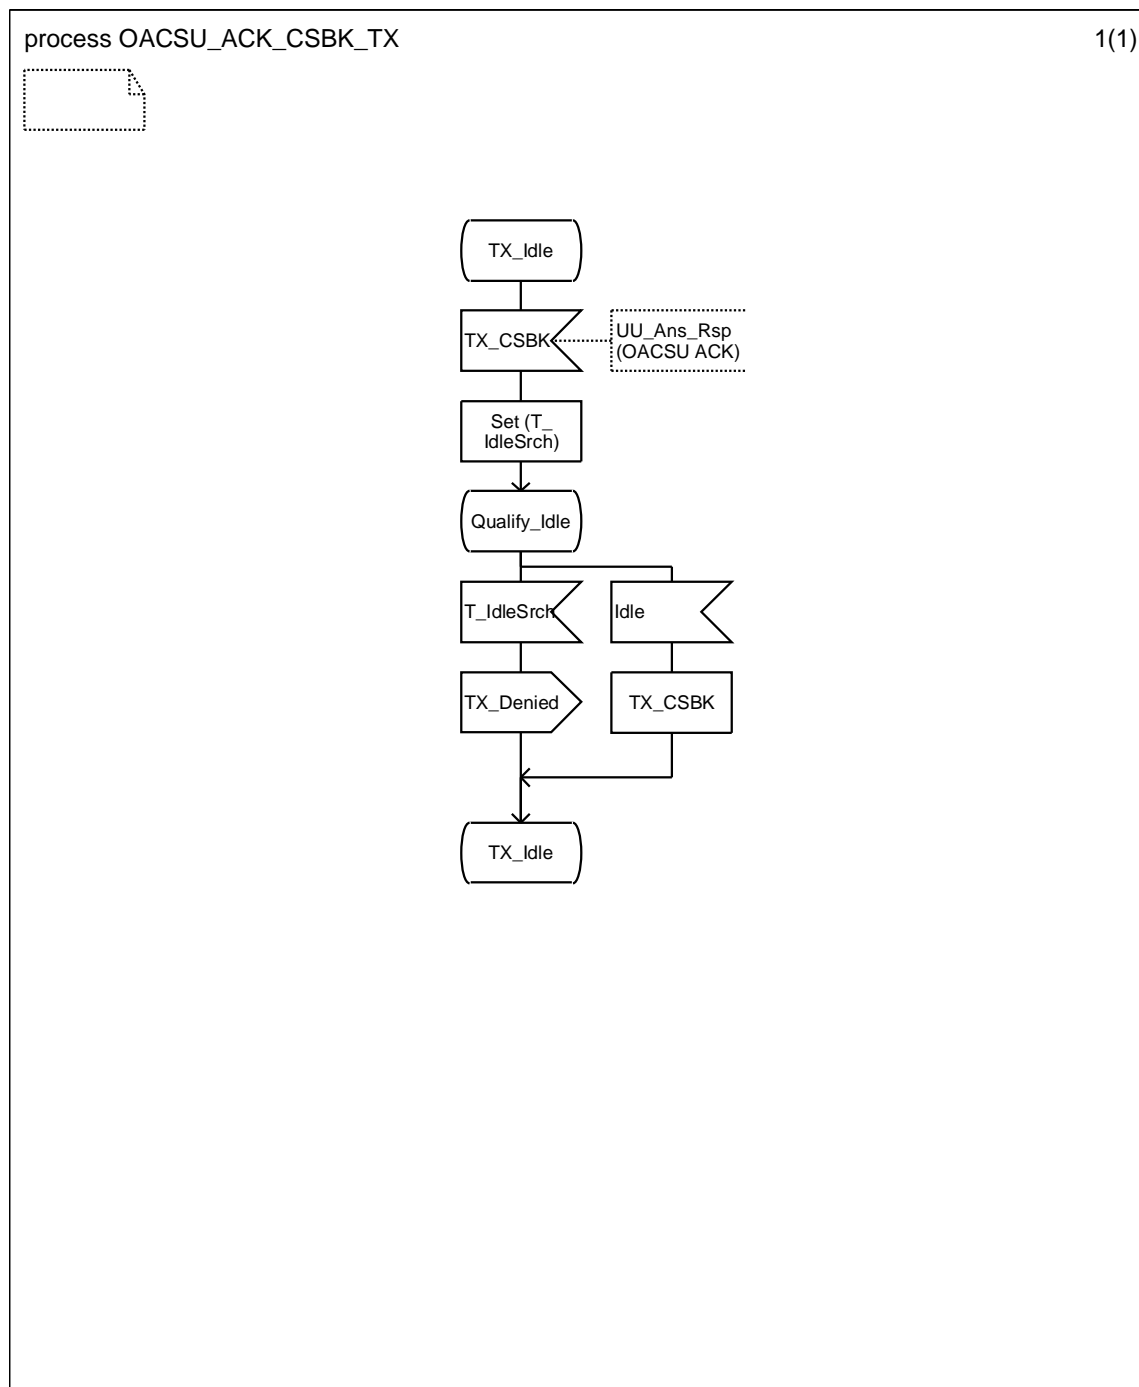 process OACSU_ACK_CSBK_TX
1(1)
TX_Idle
TX_CSBK
UU_Ans_Rsp
(OACSU ACK)
Set (T_
IdleSrch)
Qualify_Idle
T_IdleSrch
Idle
TX_Denied
TX_CSBK
TX_Idle